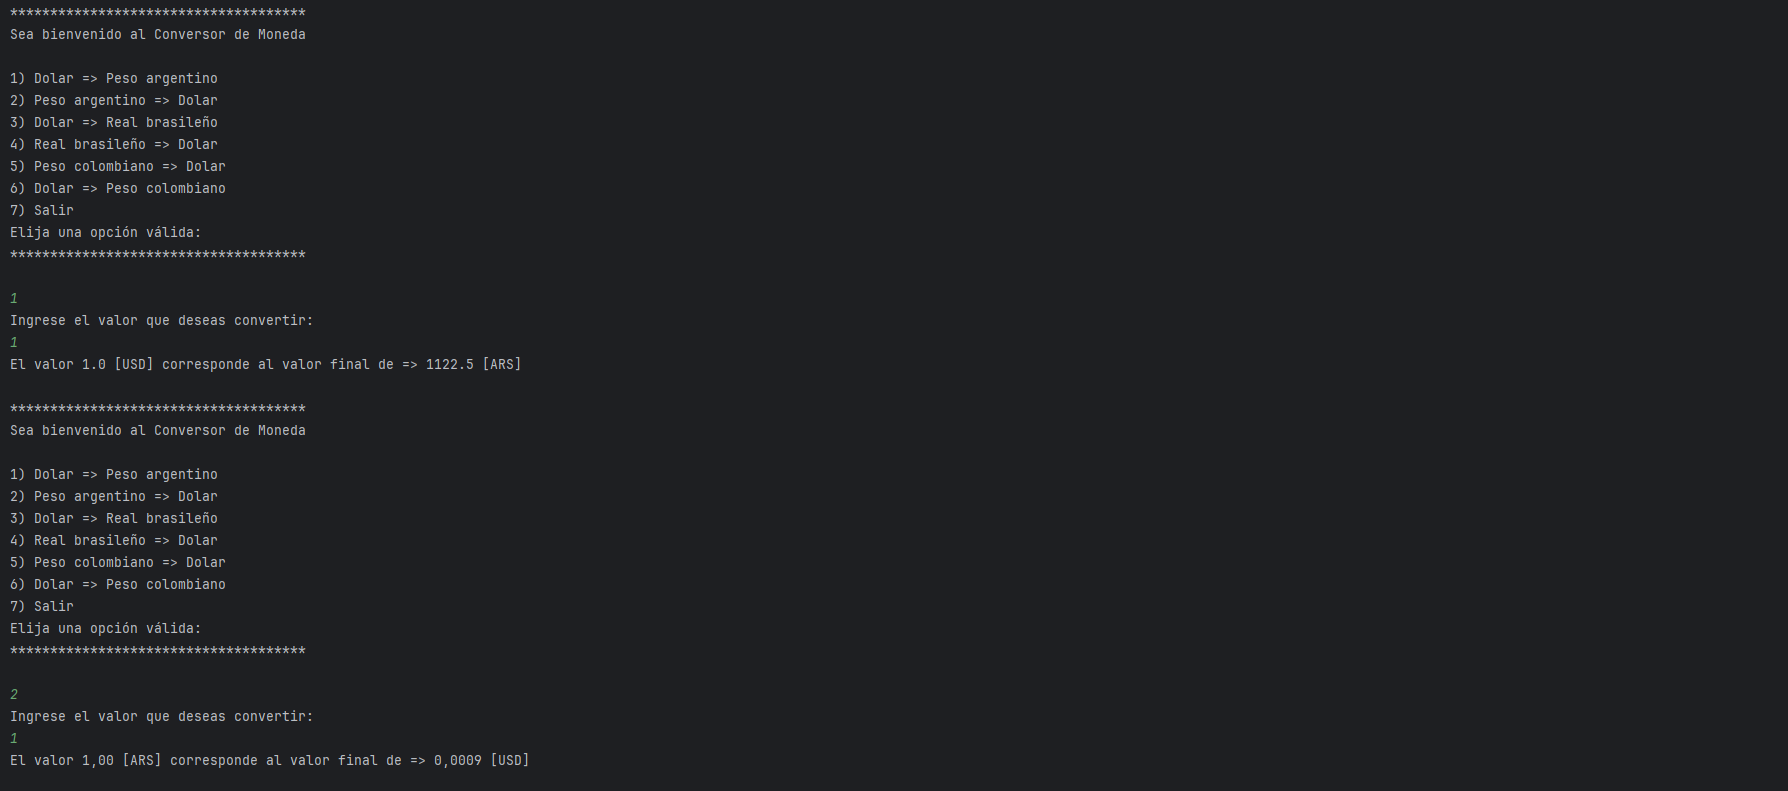 *************************************
Sea bienvenido al Conversor de Moneda
1) Dolar => Peso argentino
2) Peso argentino => Dolar
3) Dolar => Real brasileño
4) Real brasileño => Dolar
5) Peso colombiano => Dolar
6) Dolar => Peso colombiano
7) Salir
Elija una opción válida:
*************************************
1
Ingrese el valor que deseas convertir:
1
El valor 1.0 [USD] corresponde al valor final de => 1122.5 [ARS]
*************************************
Sea bienvenido al Conversor de Moneda
1) Dolar => Peso argentino
2) Peso argentino => Dolar
3) Dolar => Real brasileño
4) Real brasileño => Dolar
5) Peso colombiano => Dolar
6) Dolar => Peso colombiano
7) Salir
Elija una opción válida:
*************************************
2
Ingrese el valor que deseas convertir:
1
El valor 1,00 [ARS] corresponde al valor final de => 0,0009 [USD]